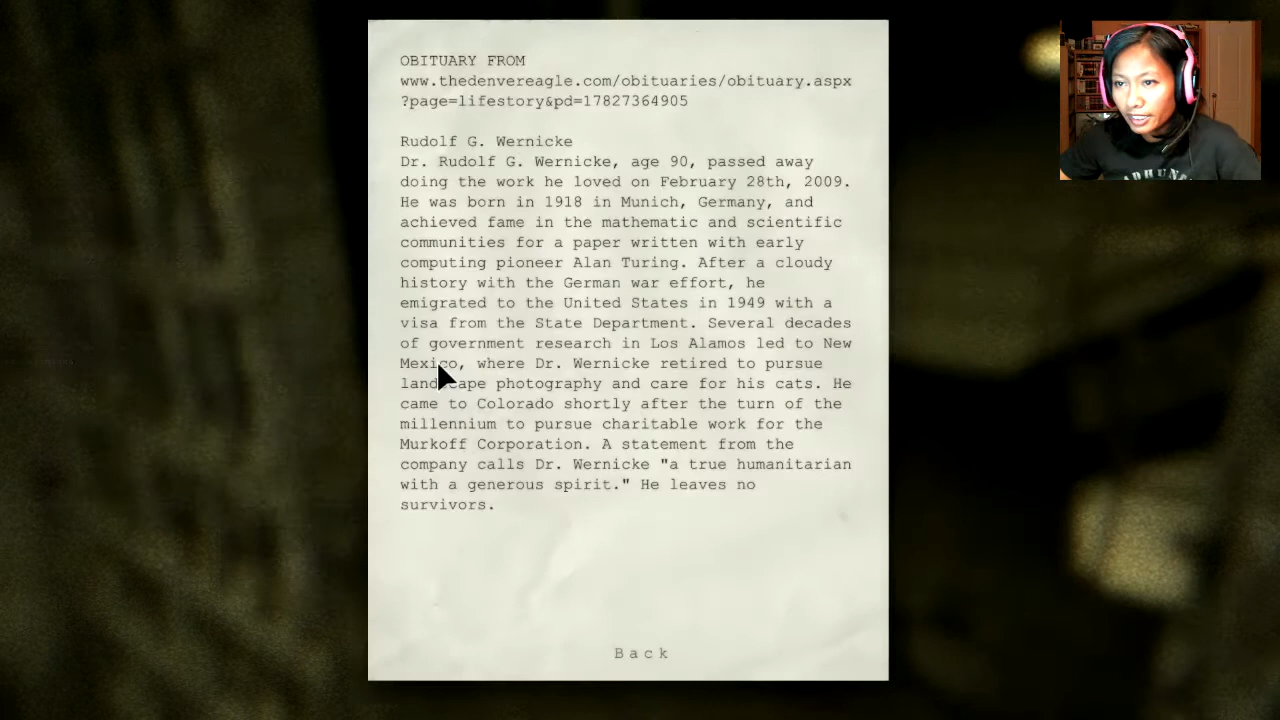 OBITUARY FROM
www.thedenvereagle.com/obituaries/obituary.aspx
?page=lifestory&pd=17827364905
Rudolf G. Wernicke
Dr. Rudolf G. Wernicke, age 90, passed away
doing the work he loved on February 28th, 2009.
He was born in 1918 in Munich, Germany, and
achieved fame in the mathematic and scientific
communities for a paper written with early
computing pioneer Alan Turing. After a cloudy
history with the German war effort, he
emigrated to the United States in 1949 with a
visa from the State Department. Several decades
of government research in Los Alamos led to New
Mexico, where Dr. Wernicke retired to pursue
landscape photography and care for his cats. He
came to Colorado shortly after the turn of the
millennium to pursue charitable work for the
Murkoff Corporation. A statement from the
company calls Dr. Wernicke "a true humanitarian
with a generous spirit." He leaves no
survivors.
Back